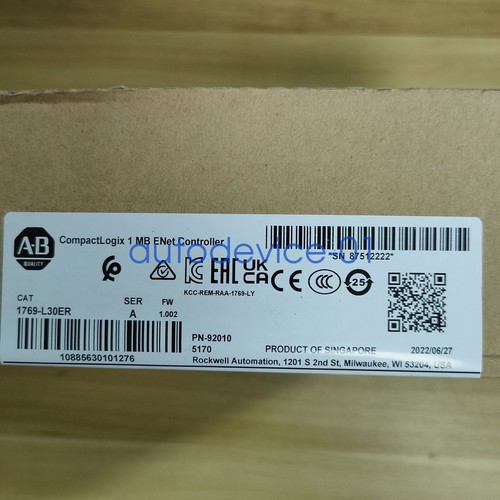 A-B
QUALITY
CompactLogix 1 MB ENet Controller
autodevice.01
"SN 87512222"
KCC-REM-RAA-1769-LY
EAC
UK
CA
CCC
25
CAT
1769-L30ER
SER
A
FW
1.002
10885630101276
PN-92010
5170
PRODUCT OF SINGAPORE
2022/06/27
Rockwell Automation, 1201 S 2nd St, Milwaukee, WI 53204, USA